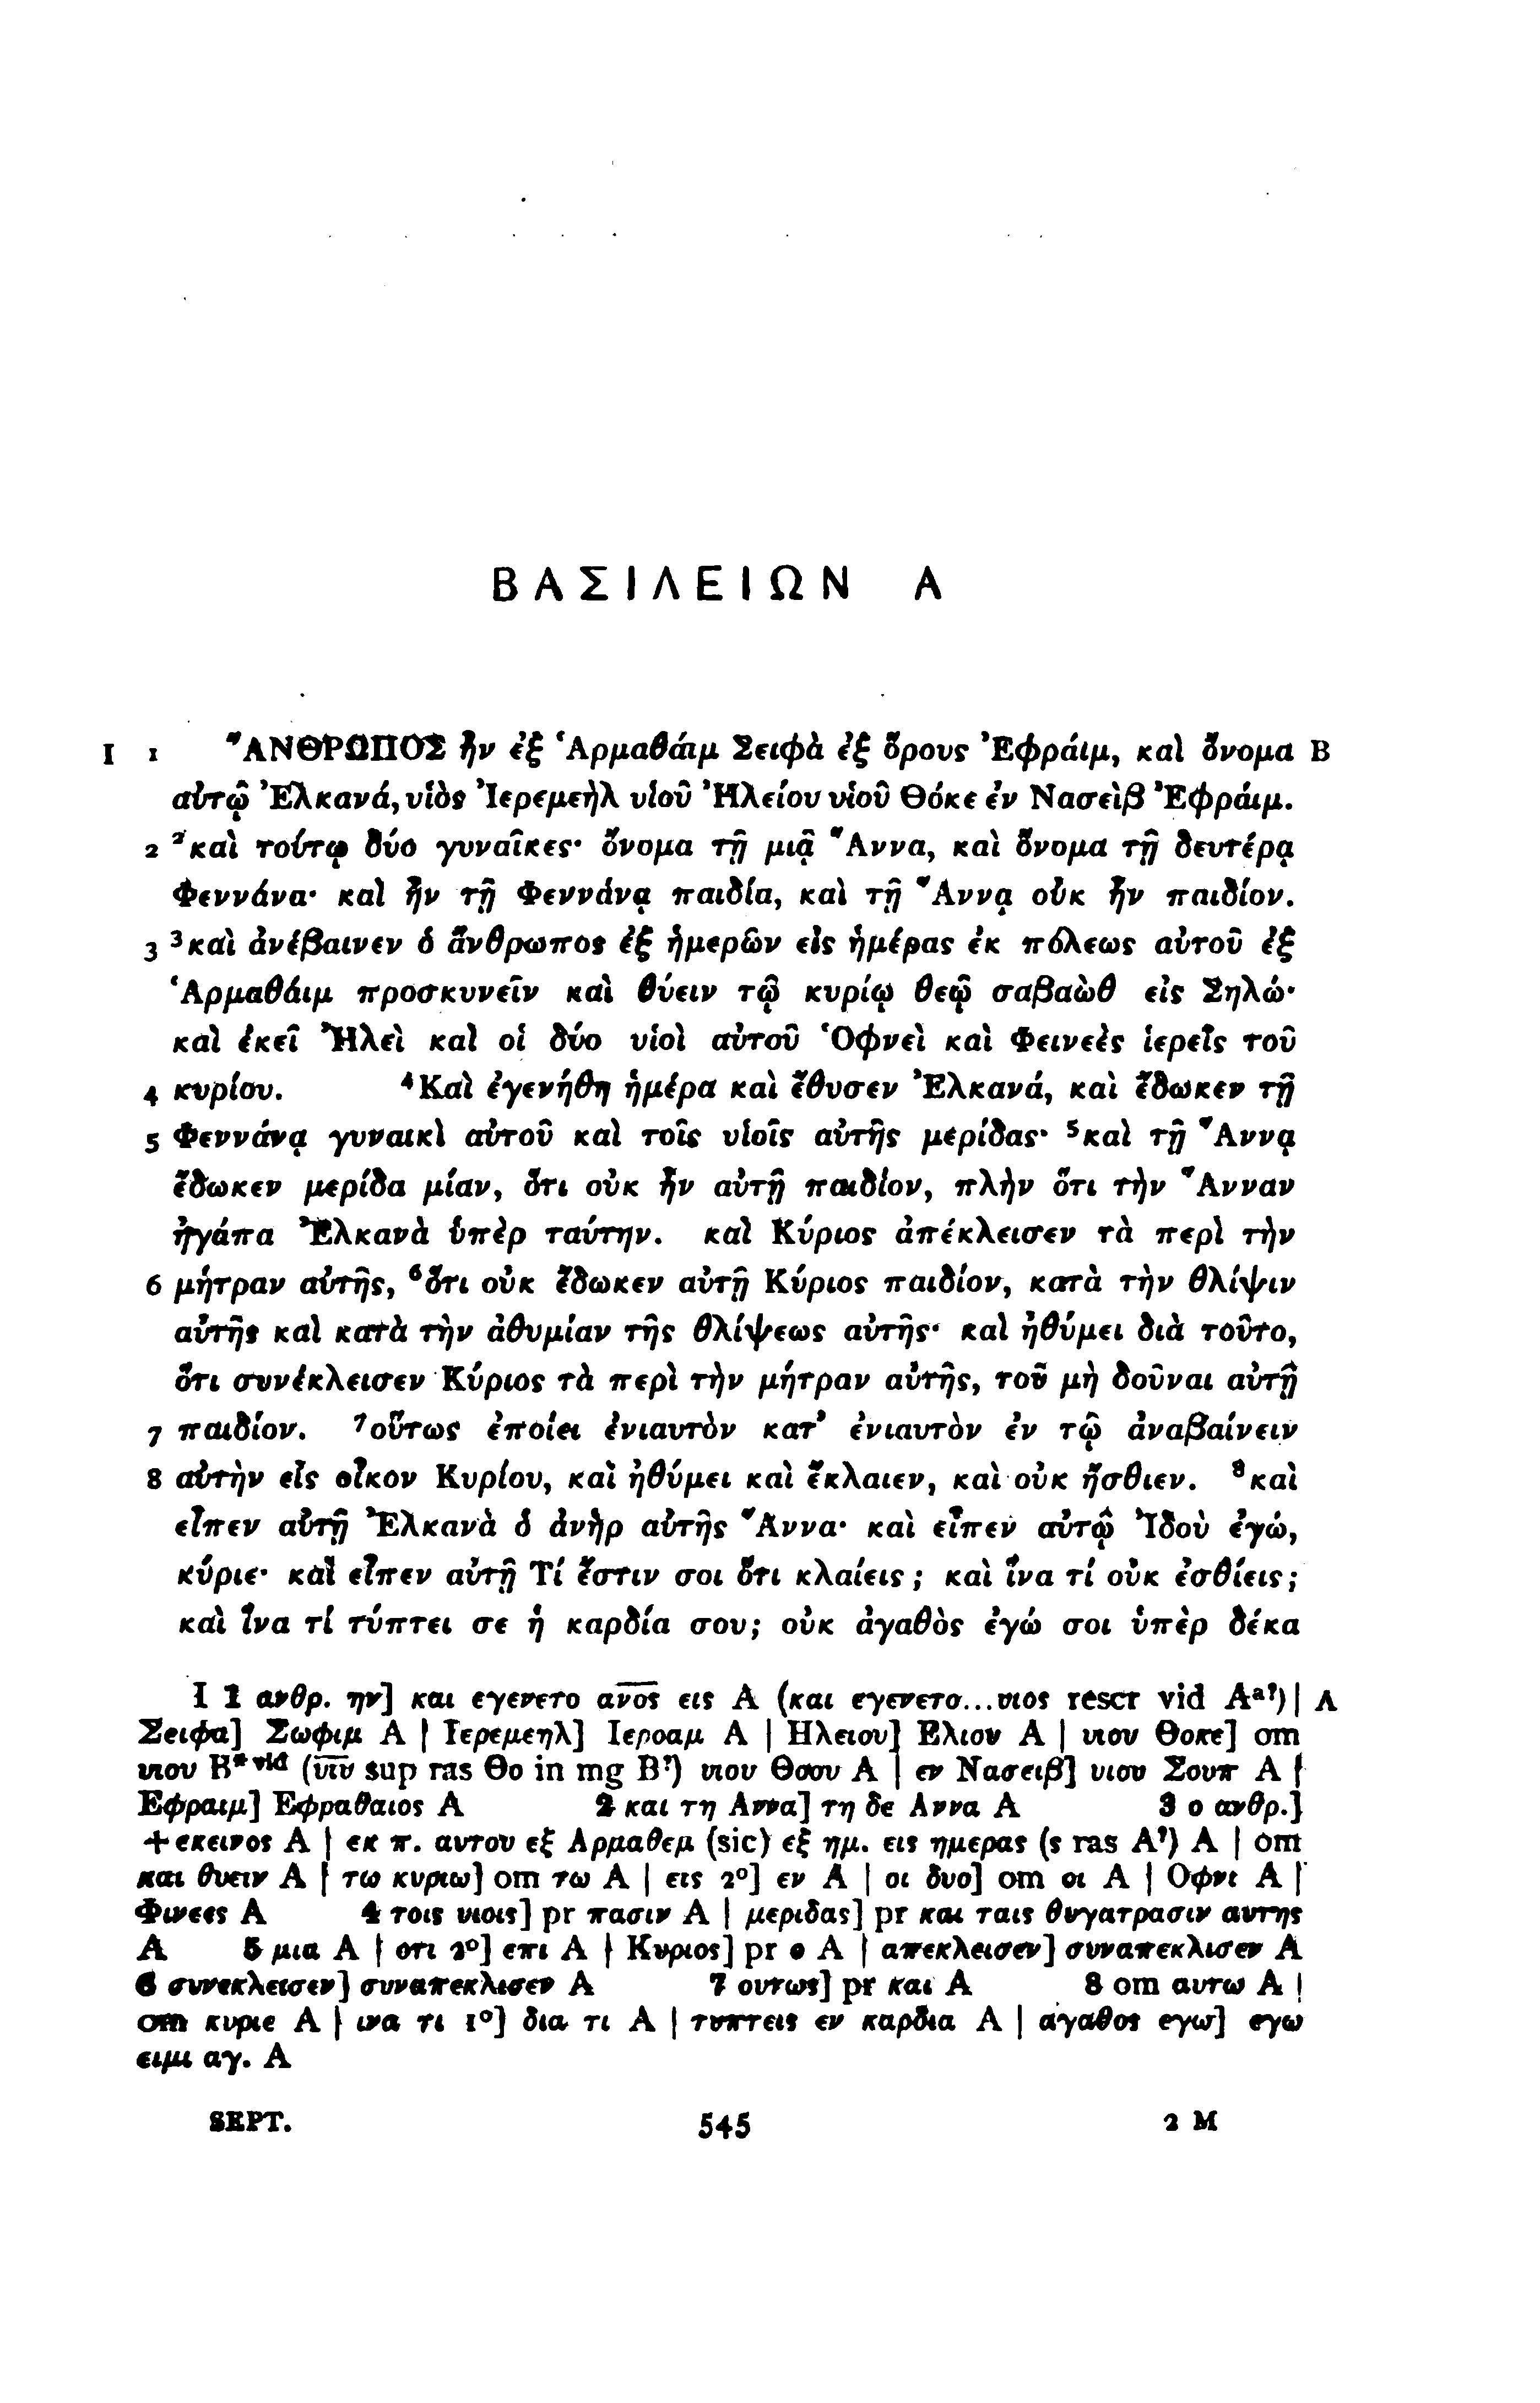 ΒΑΣΙΛΕΙΩΝ Α
I 1 ῎ΑΝΘΡΩΠΟΣ ἦν ἐξ Ἁρμαθάιμ Σειφὰ ἐξ ὄρους Ἐφράιμ, καὶ ὄνομα B
αὐτῷ Ἐλκανά, υἱὸς Ἰερεμεὴλ υἱοῦ Ἠλείου υἱοῦ Θόκε ἐν Νασεὶβ Ἐφράιμ.
2 ²καὶ τούτῳ δύο γυναῖκες· ὄνομα τῇ μιᾷ Ἄννα, καὶ ὄνομα τῇ δευτέρᾳ
Φεννάνα· καὶ ἦν τῇ Φεννάνᾳ παιδία, καὶ τῇ Ἄννᾳ οὐκ ἦν παιδίον.
3 ³καὶ ἀνέβαινεν ὁ ἄνθρωπος ἐξ ἡμερῶν εἰς ἡμέρας ἐκ πόλεως αὐτοῦ ἐξ
Ἁρμαθάιμ προσκυνεῖν καὶ θύειν τῷ κυρίῳ θεῷ σαβαὼθ εἰς Σηλώ·
καὶ ἐκεῖ Ἠλεὶ καὶ οἱ δύο υἱοὶ αὐτοῦ Ὁφνεὶ καὶ Φεινεὲς ἱερεῖς τοῦ
4 κυρίου. ⁴Καὶ ἐγενήθη ἡμέρα καὶ ἔθυσεν Ἐλκανά, καὶ ἔδωκεν τῇ
5 Φεννάνᾳ γυναικὶ αὐτοῦ καὶ τοῖς υἱοῖς αὐτῆς μερίδας· ⁵καὶ τῇ Ἄννᾳ
ἔδωκεν μερίδα μίαν, ὅτι οὐκ ἦν αὐτῇ παιδίον, πλὴν ὅτι τὴν Ἄνναν
ἠγάπα Ἐλκανὰ ὑπὲρ ταύτην. καὶ Κύριος ἀπέκλεισεν τὰ περὶ τὴν
6 μήτραν αὐτῆς, ⁶ὅτι οὐκ ἔδωκεν αὐτῇ Κύριος παιδίον, κατὰ τὴν θλίψιν
αὐτῆς καὶ κατὰ τὴν ἀθυμίαν τῆς θλίψεως αὐτῆς· καὶ ἠθύμει διὰ τοῦτο,
ὅτι συνέκλεισεν Κύριος τὰ περὶ τὴν μήτραν αὐτῆς, τοῦ μὴ δοῦναι αὐτῇ
7 παιδίον. ⁷οὕτως ἐποίει ἐνιαυτὸν κατ᾽ ἐνιαυτὸν ἐν τῷ ἀναβαίνειν
8 αὐτὴν εἰς οἶκον Κυρίου, καὶ ἠθύμει καὶ ἔκλαιεν, καὶ οὐκ ἤσθιεν. ⁸καὶ
εἶπεν αὐτῇ Ἐλκανὰ ὁ ἀνὴρ αὐτῆς Ἄννα· καὶ εἶπεν αὐτῷ Ἰδοὺ ἐγώ,
κύριε· καὶ εἶπεν αὐτῇ Τί ἔστιν σοι ὅτι κλαίεις; καὶ ἵνα τί οὐκ ἐσθίεις;
καὶ ἵνα τί τύπτει σε ἡ καρδία σου; οὐκ ἀγαθὸς ἐγώ σοι ὑπὲρ δέκα
I 1 ανθρ. ην] και εγενετο ανο̅ς̅ εις A (και εγενετο...υιος rescr vid Aᵃ?) | A
Σειφα] Σωφιμ A | Ιερεμεηλ] Ιεροαμ A | Ηλειου] Ελιου A | υιου Θοκε] om
υιου B*ᵛⁱᵈ (υ̅ι̅υ̅ sup ras Θο in mg B?) υιου Θοου A | εν Νασειβ] υιου Σουπ A |
Εφραιμ] Εφραθαιος A 2 και τη Αννα] τη δε Αννα A 3 ο ανθρ.]
+εκεινος A | εκ π. αυτου εξ Αρμαθεμ (sic) εξ ημ. εις ημερας (ς ras A?) A | om
και θυειν A | τω κυριω] om τω A | εις 2°] εν A | οι δυο] om οι A | Οφνι A |
Φινεες A 4 τοις υιοις] pr πασιν A | μεριδας] pr και ταις θυγατρασιν αυτης
A 5 μια A | οτι 2°] επι A | Κυριος] pr ο A | απεκλεισεν] συναπεκλισεν A
6 συνεκλεισεν] συναπεκλισεν A 7 ουτως] pr και A 8 om αυτω A |
om κυριε A | ινα τι 1°] δια τι A | τυπτεις εν καρδια A | αγαθος εγω] εγω
ειμι αγ. A
SEPT. 545 2 M